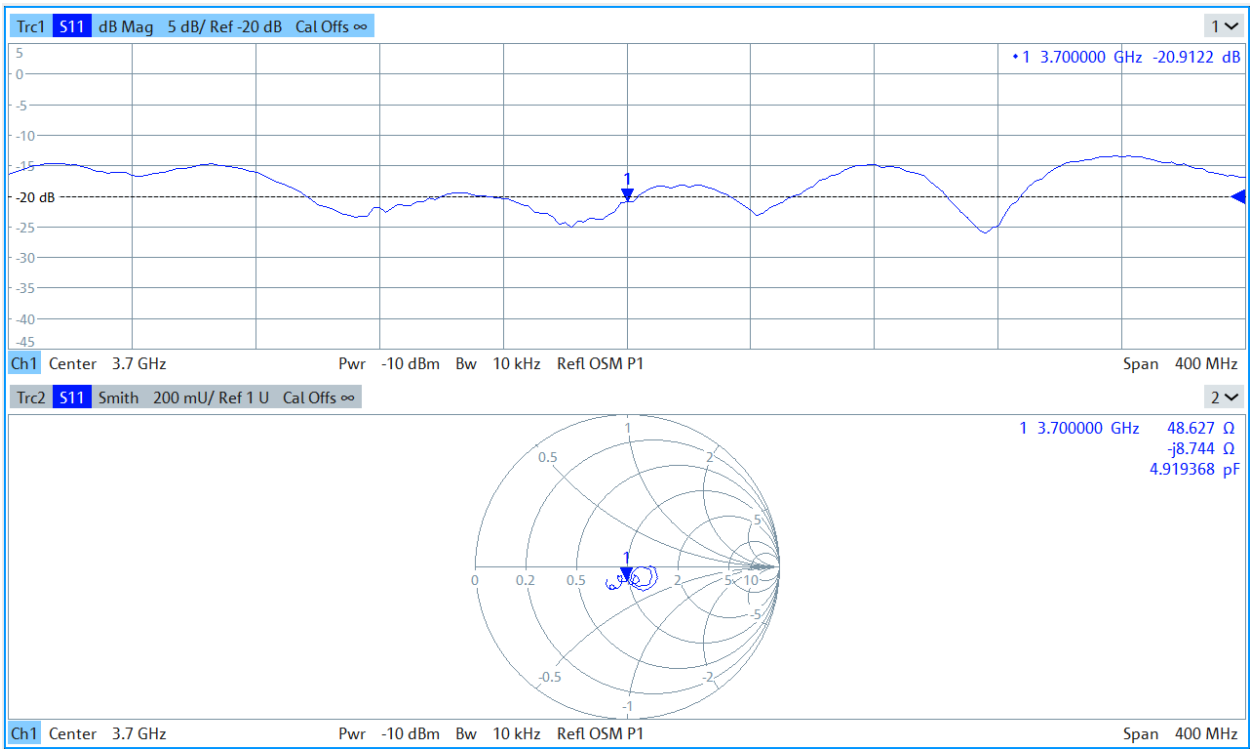 Trc1 S11 dB Mag 5 dB/ Ref -20 dB Cal Offs ∞ 1
• 1 3.700000 GHz -20.9122 dB
5
0
-5
-10
-15
1
-20 dB
-25
-30
-35
-40
-45
Ch1 Center 3.7 GHz Pwr -10 dBm Bw 10 kHz Refl OSM P1 Span 400 MHz
Trc2 S11 Smith 200 mU/ Ref 1 U Cal Offs ∞ 2
1 3.700000 GHz 48.627 Ω
-j8.744 Ω
4.919368 pF
1
0.5 2
5
1
0 0.2 0.5 2 5 10
-5
-0.5 -2
-1
Ch1 Center 3.7 GHz Pwr -10 dBm Bw 10 kHz Refl OSM P1 Span 400 MHz